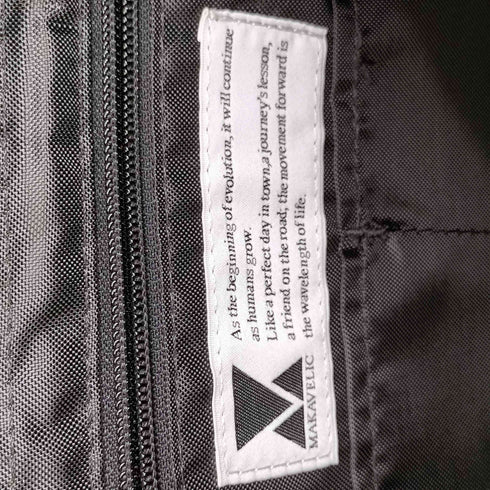 As the beginning of evolution, it will continue
as humans grow.
Like a perfect day in town,a journey's lesson,
a friend on the road; the movement forward is
the wavelength of life.
MAKAVELIC